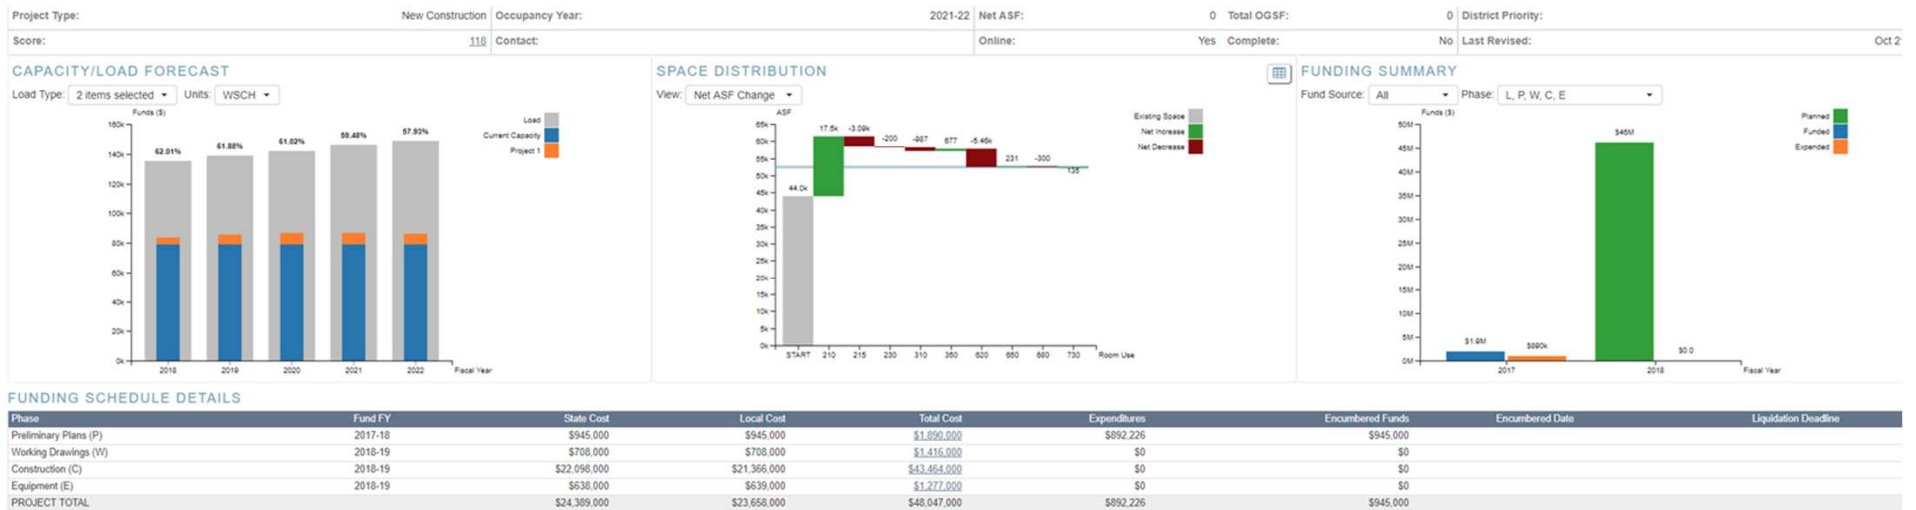 Project Type: New Construction Occupancy Year: 2021-22 Net ASF: 0 Total OGSF: 0 District Priority:
Score: 118 Contact: Online: Yes Complete: No Last Revised: Oct 2
CAPACITY/LOAD FORECAST
Load Type: 2 items selected Units: WSCH
Funds ($)
160k
140k
120k
100k
80k
60k
40k
20k
0k
62.01% 61.88% 61.02% 59.48% 57.93%
2018 2019 2020 2021 2022 Fiscal Year
Load
Current Capacity
Project 1
SPACE DISTRIBUTION
View: Net ASF Change
ASF
65k
60k
55k
50k
45k
40k
35k
30k
25k
20k
15k
10k
5k
0k
44.0k 17.5k -3.09k -200 -987 677 -5.46k 231 -300 135
START 210 215 230 310 350 620 650 680 730 Room Use
Existing Space
Net Increase
Net Decrease
FUNDING SUMMARY
Fund Source: All Phase: L, P, W, C, E
Funds ($)
50M
45M
40M
35M
30M
25M
20M
15M
10M
5M
0M
$1.9M $890k $46M $0.0
2017 2018 Fiscal Year
Planned
Funded
Expended
FUNDING SCHEDULE DETAILS
Phase Fund FY State Cost Local Cost Total Cost Expenditures Encumbered Funds Encumbered Date Liquidation Deadline
Preliminary Plans (P) 2017-18 $945,000 $945,000 $1,890,000 $892,226 $945,000
Working Drawings (W) 2018-19 $708,000 $708,000 $1,416,000 $0 $0
Construction (C) 2018-19 $22,098,000 $21,366,000 $43,464,000 $0 $0
Equipment (E) 2018-19 $638,000 $639,000 $1,277,000 $0 $0
PROJECT TOTAL $24,389,000 $23,658,000 $48,047,000 $892,226 $945,000